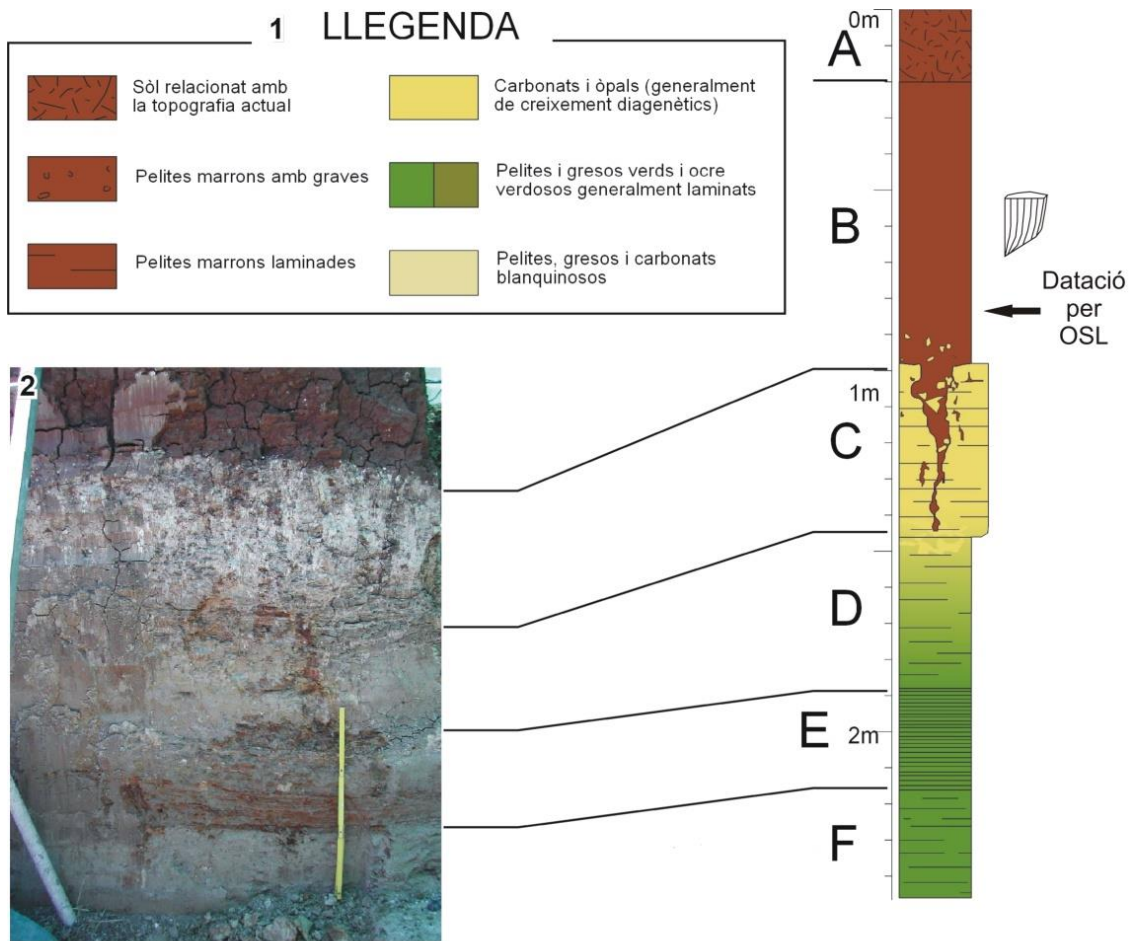 1 LLEGENDA
Sòl relacionat amb
la topografia actual
Pelites marrons amb graves
Pelites marrons laminades
Carbonats i òpals (generalment
de creixement diagenètics)
Pelites i gresos verds i ocre
verdosos generalment laminats
Pelites, gresos i carbonats
blanquinosos
2
0m
A
B
Datació
per
OSL
1m
C
D
E
2m
F